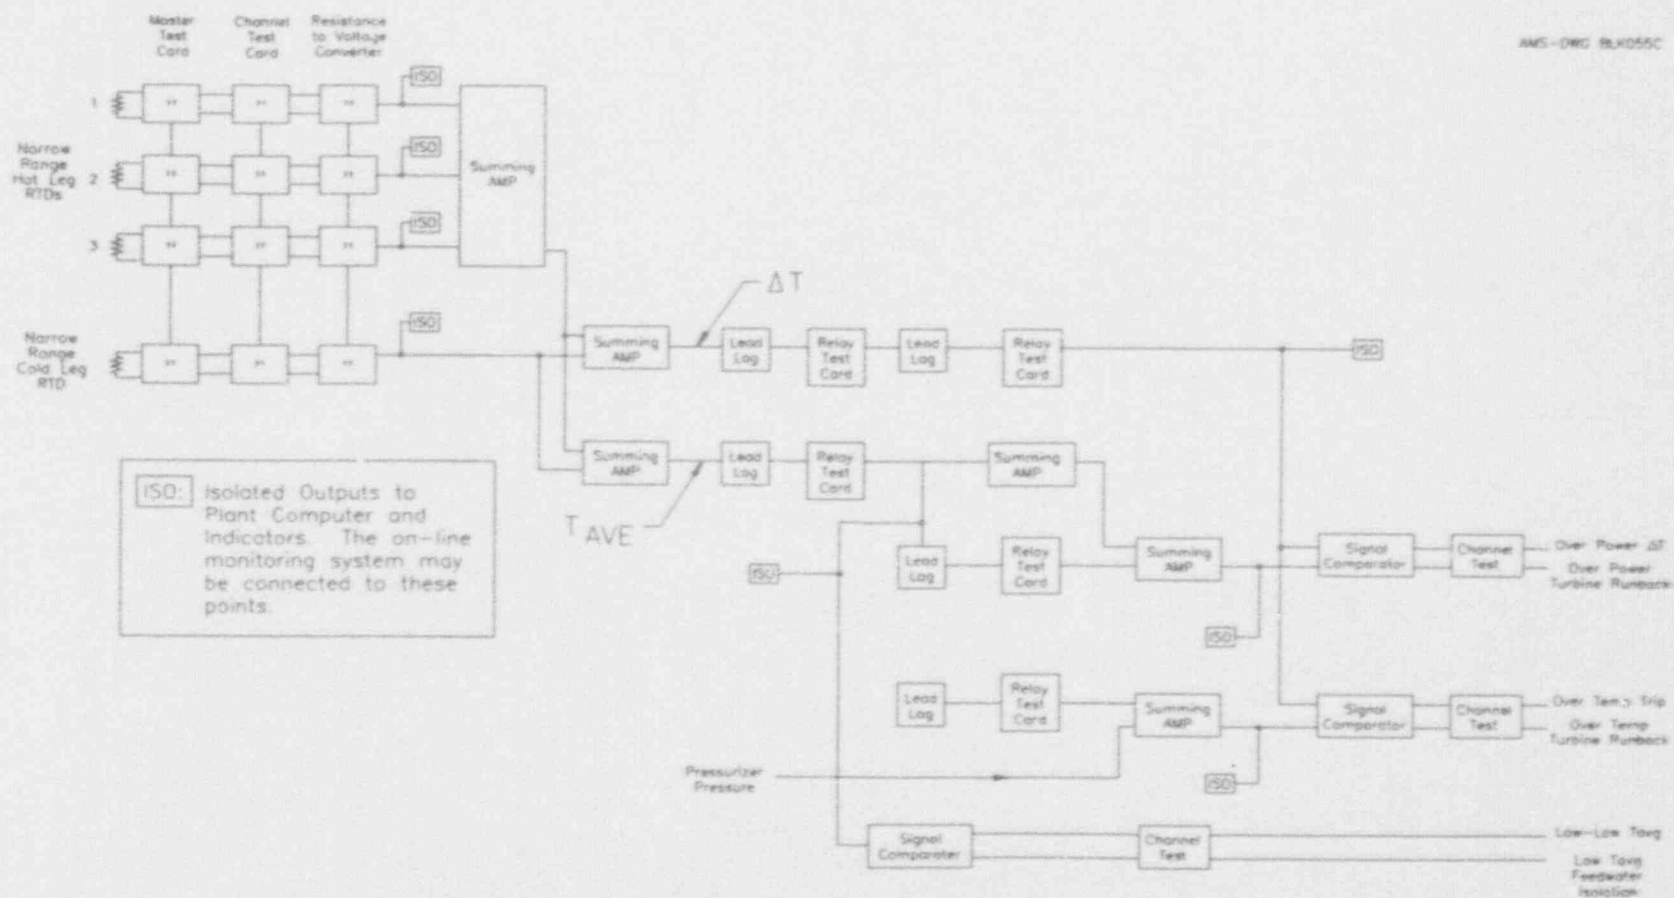 Master
Test
Card
Channel
Test
Card
Resistance
to Voltage
Converter
AMS-DWG BLK055C
ISO
1
ISO
Narrow
Range
Hot Leg
RTDs
2
Summing
AMP
ISO
3
ISO
ΔT
Narrow
Range
Cold Leg
RTD
Summing
AMP
Lead
Lag
Relay
Test
Card
Lead
Lag
Relay
Test
Card
ISO
Summing
AMP
Lead
Lag
Relay
Test
Card
Summing
AMP
T AVE
ISO: Isolated Outputs to
Plant Computer and
Indicators. The on-line
monitoring system may
be connected to these
points.
ISO
Lead
Lag
Relay
Test
Card
Summing
AMP
Signal
Comparator
Channel
Test
Over Power ΔT
Over Power
Turbine Runback
ISO
Lead
Lag
Relay
Test
Card
Summing
AMP
Signal
Comparator
Channel
Test
Over Temp Trip
Over Temp
Turbine Runback
Pressurizer
Pressure
ISO
Signal
Comparator
Channel
Test
Low-Low Tavg
Low Tavg
Feedwater
Isolation